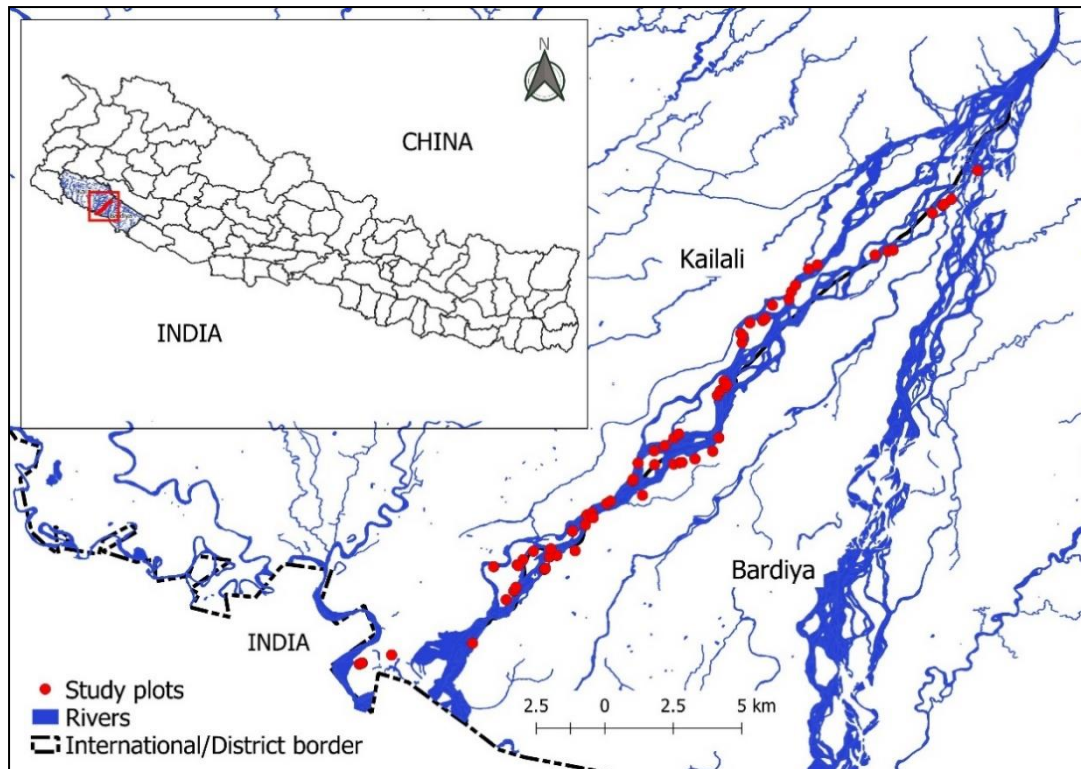 N
CHINA
INDIA
Kailali
Bardiya
INDIA
Study plots
Rivers
International/District border
2.5 0 2.5 5 km